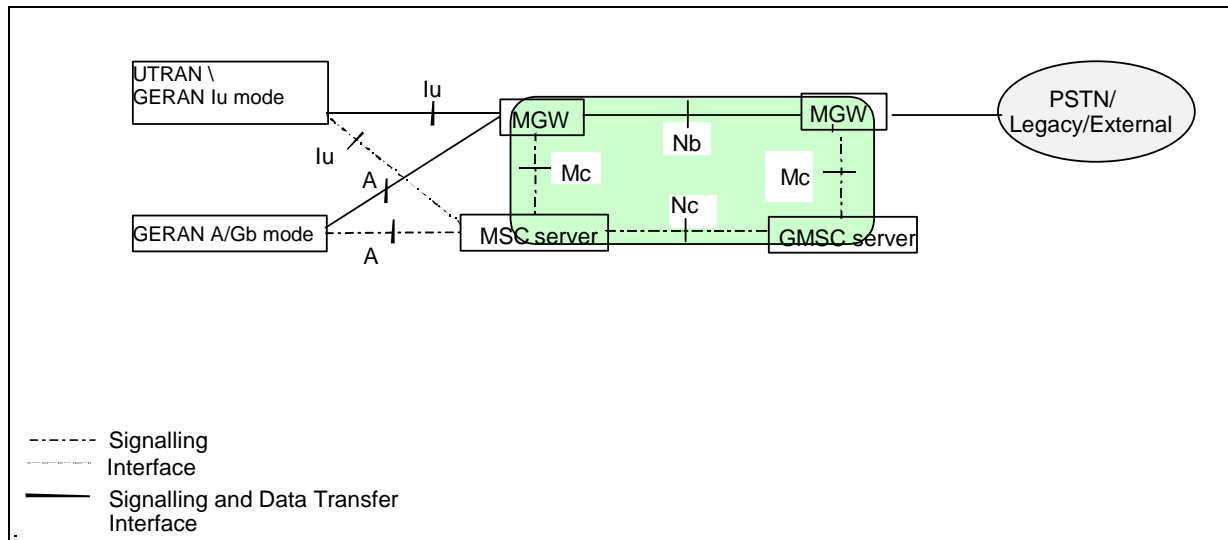 UTRAN \
GERAN Iu mode
Iu
MGW
MGW
PSTN/
Legacy/External
Iu
Nb
A
Mc
Mc
Nc
GERAN A/Gb mode
A
MSC server
GMSC server
Signalling
Interface
Signalling and Data Transfer
Interface